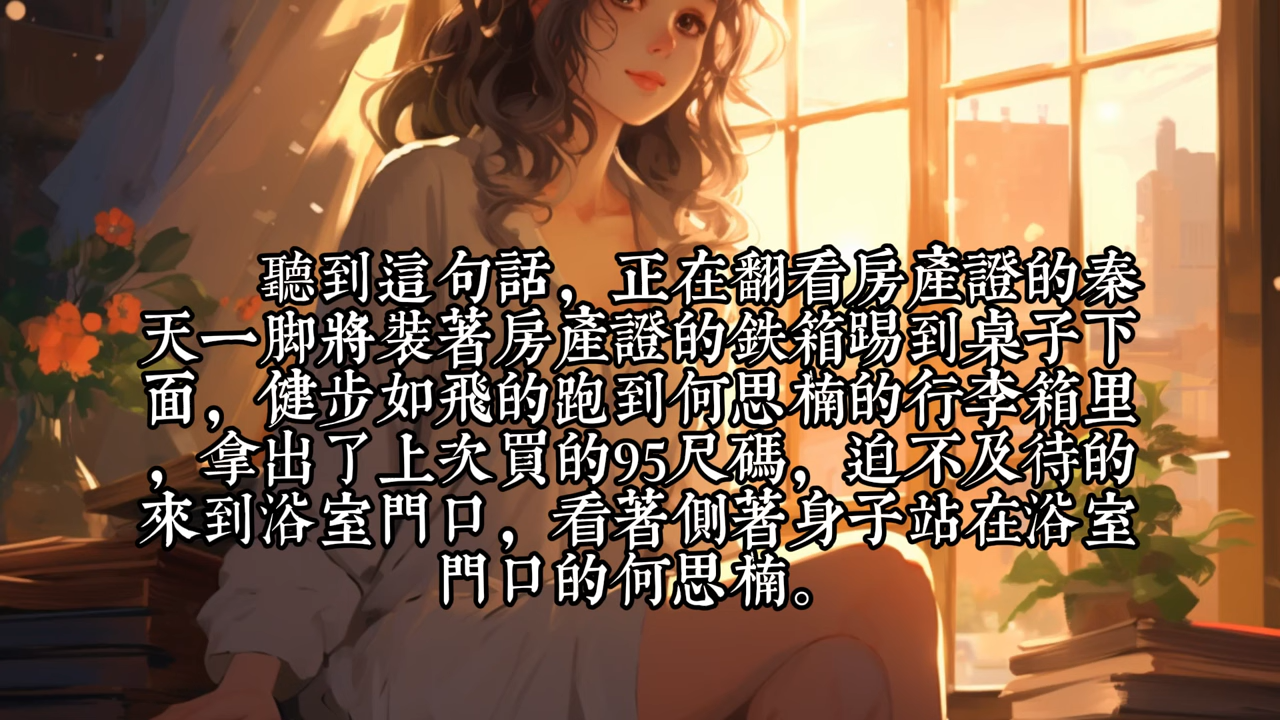 聽到這句話，正在翻看房產證的秦
天一脚將裝著房產證的鉄箱踢到桌子下
面，健步如飛的跑到何思楠的行李箱里
，拿出了上次買的95尺碼，迫不及待的
來到浴室門口，看著側著身子站在浴室
門口的何思楠。